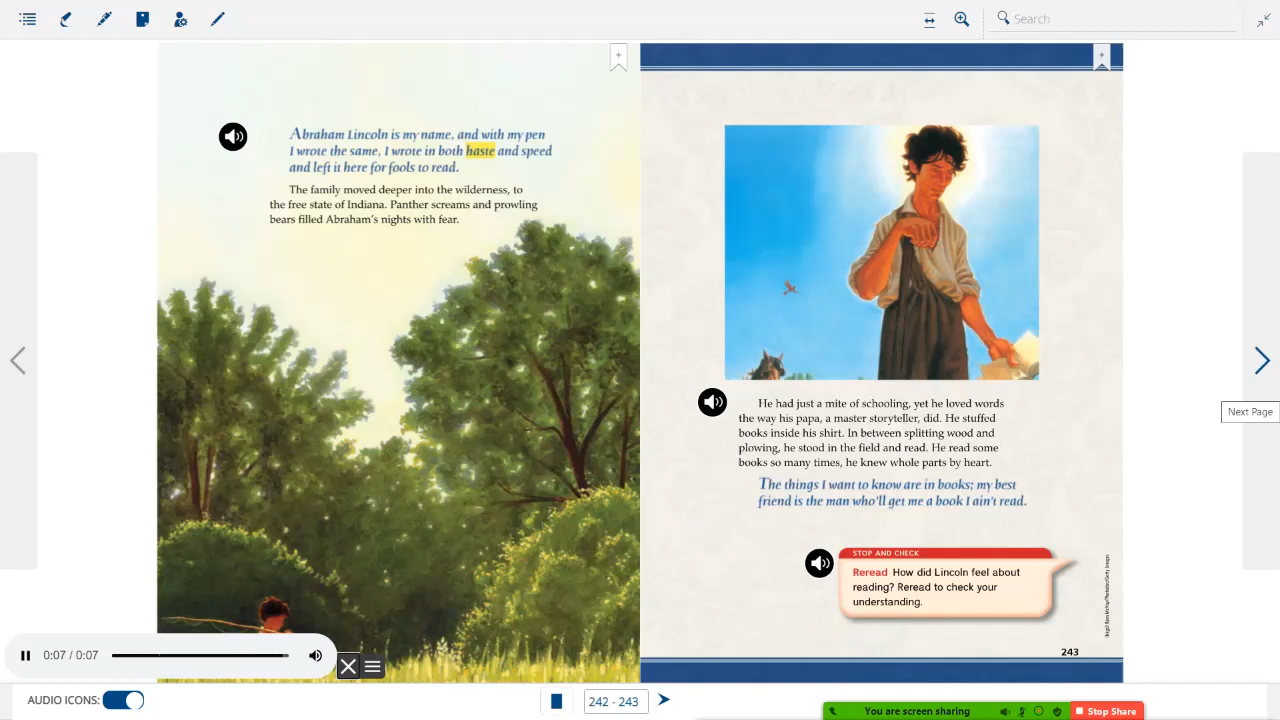 Search
Abraham Lincoln is my name, and with my pen
I wrote the same, I wrote in both haste and speed
and left it here for fools to read.
The family moved deeper into the wilderness, to
the free state of Indiana. Panther screams and prowling
bears filled Abraham's nights with fear.
He had just a mite of schooling, yet he loved words
the way his papa, a master storyteller, did. He stuffed
books inside his shirt. In between splitting wood and
plowing, he stood in the field and read. He read some
books so many times, he knew whole parts by heart.
The things I want to know are in books; my best
friend is the man who'll get me a book I ain't read.
STOP AND CHECK
Reread How did Lincoln feel about
reading? Reread to check your
understanding.
243
Next Page
0:07 / 0:07
AUDIO ICONS:
242 - 243
You are screen sharing
Stop Share